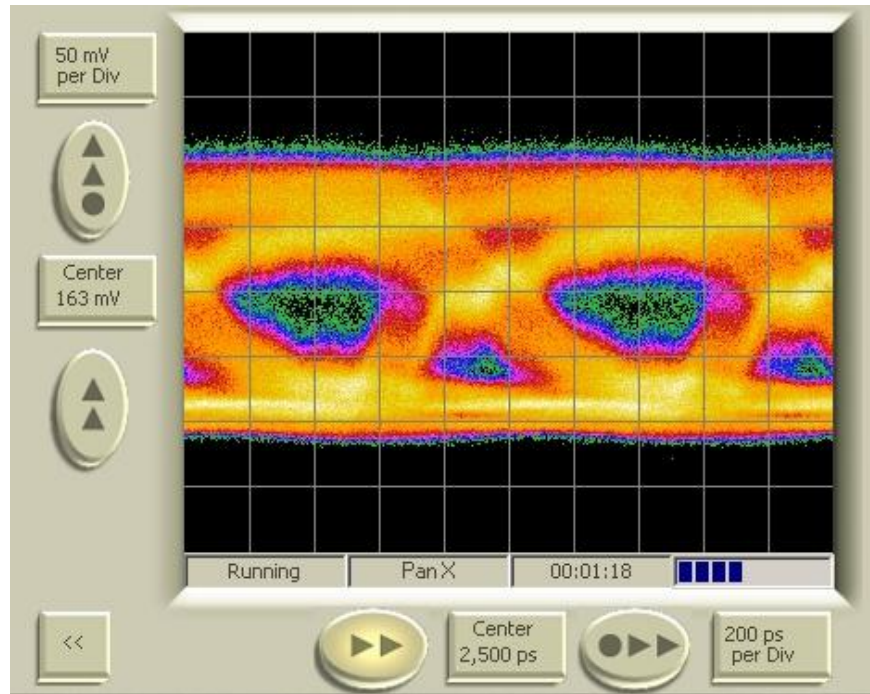 50 mV
per Div
Center
163 mV
Running
Pan X
00:01:18
<<
Center
2,500 ps
200 ps
per Div